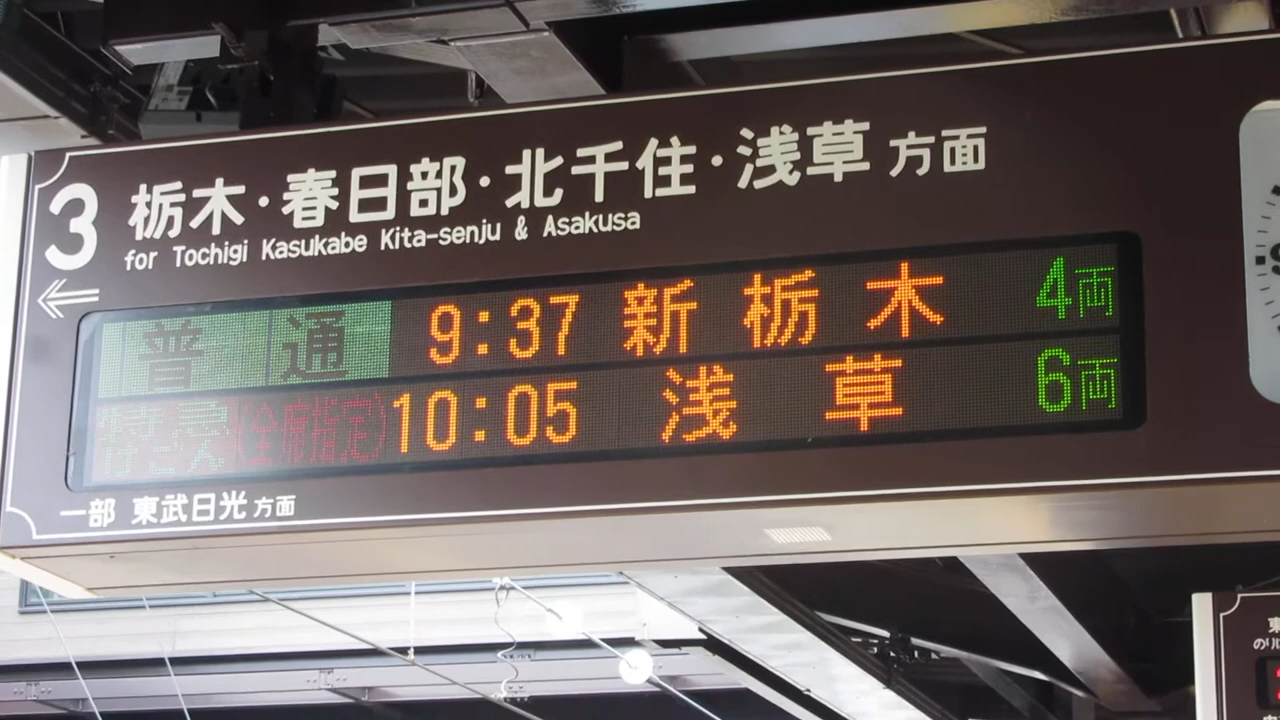 3 栃木・春日部・北千住・浅草方面
for Tochigi Kasukabe Kita-senju & Asakusa
普通 9:37 新栃木 4両
特急(全席指定) 10:05 浅草 6両
一部 東武日光方面